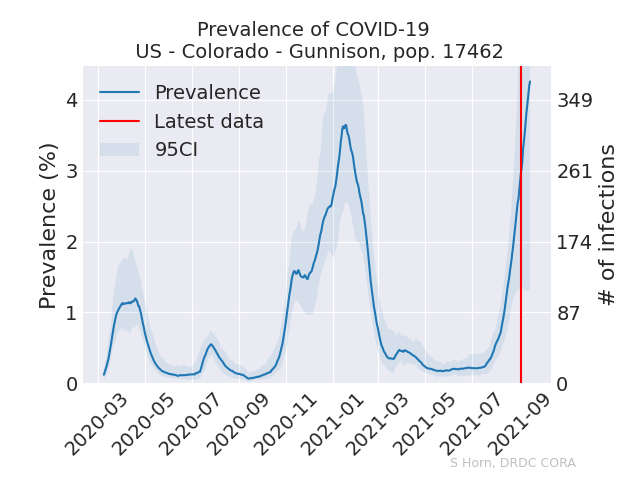 Prevalence of COVID-19
US - Colorado - Gunnison, pop. 17462
Prevalence (%)
4
3
2
1
0
Prevalence
Latest data
95CI
349
261
174
87
0
# of infections
2020-03
2020-05
2020-07
2020-09
2020-11
2021-01
2021-03
2021-05
2021-07
2021-09
S Horn, DRDC CORA